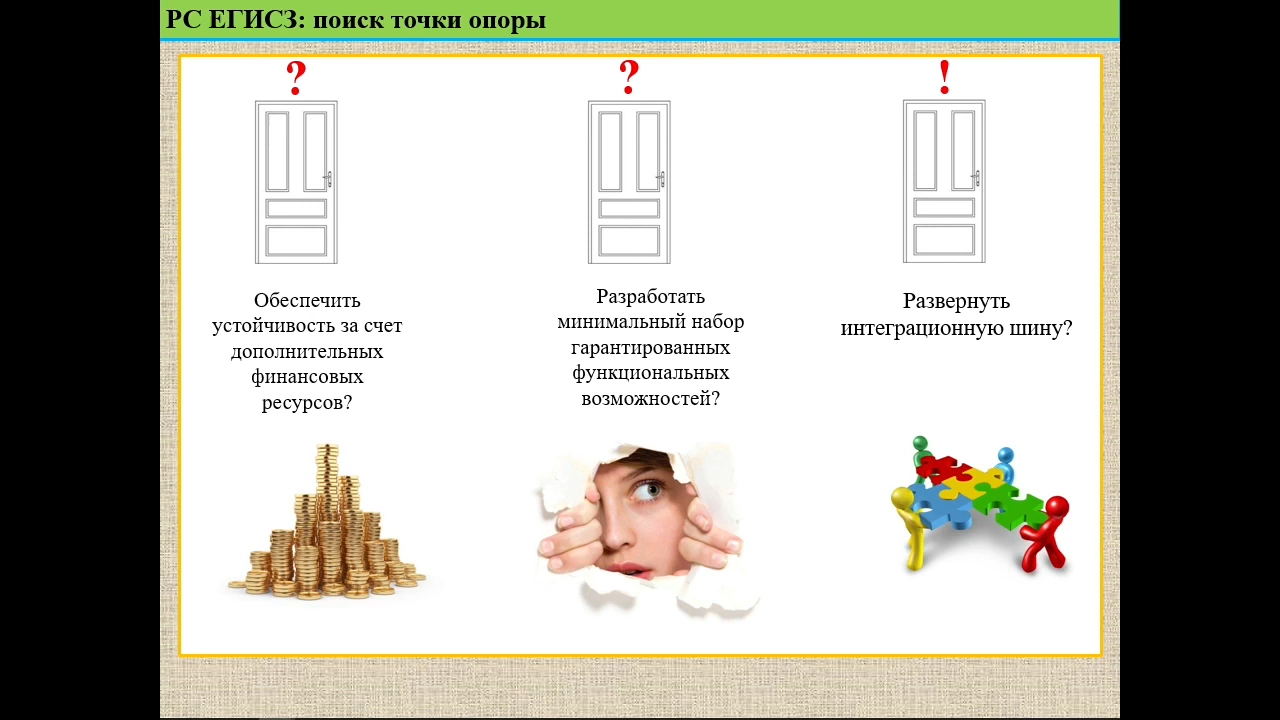 РС ЕГИСЗ: поиск точки опоры
?
?
!
Обеспечить
устойчивость за счет
дополнительных
финансовых
ресурсов?
Разработать
минимальный набор
гарантированных
функциональных
возможностей?
Развернуть
интеграционную шину?